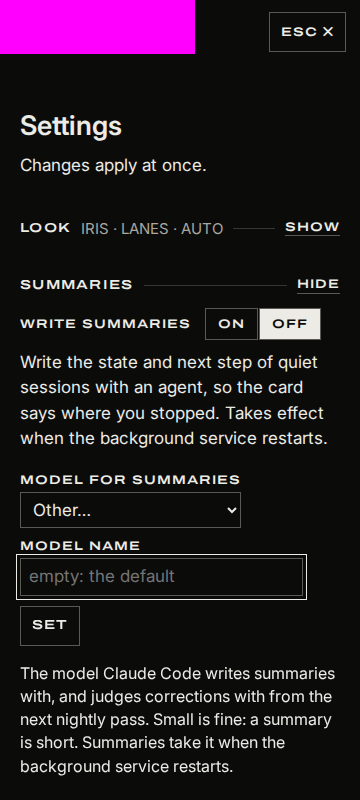 ESC X
Settings
Changes apply at once.
LOOK IRIS · LANES · AUTO SHOW
SUMMARIES HIDE
WRITE SUMMARIES ON OFF
Write the state and next step of quiet
sessions with an agent, so the card
says where you stopped. Takes effect
when the background service restarts.
MODEL FOR SUMMARIES
Other...
MODEL NAME
empty: the default
SET
The model Claude Code writes summaries
with, and judges corrections with from the
next nightly pass. Small is fine: a summary
is short. Summaries take it when the
background service restarts.